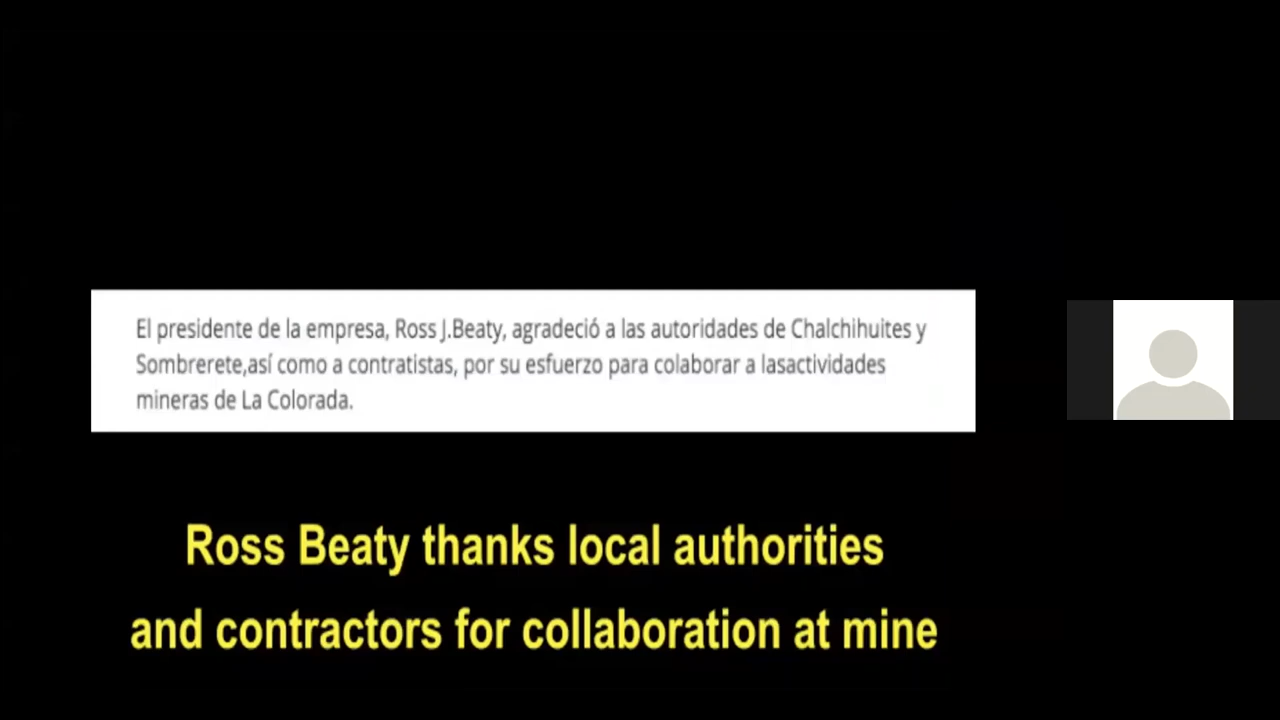 El presidente de la empresa, Ross J.Beaty, agradeció a las autoridades de Chalchihuites y
Sombrerete,así como a contratistas, por su esfuerzo para colaborar a lasactividades
mineras de La Colorada.
Ross Beaty thanks local authorities
and contractors for collaboration at mine